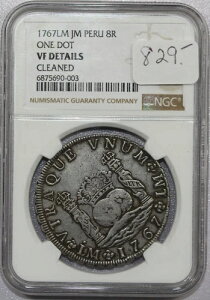 1767LM JM PERU 8R
ONE DOT
VF DETAILS
CLEANED
6875690-003
829.-
NUMISMATIC GUARANTY COMPANY
NGC
VTRAQUE VNUM
LM 1767